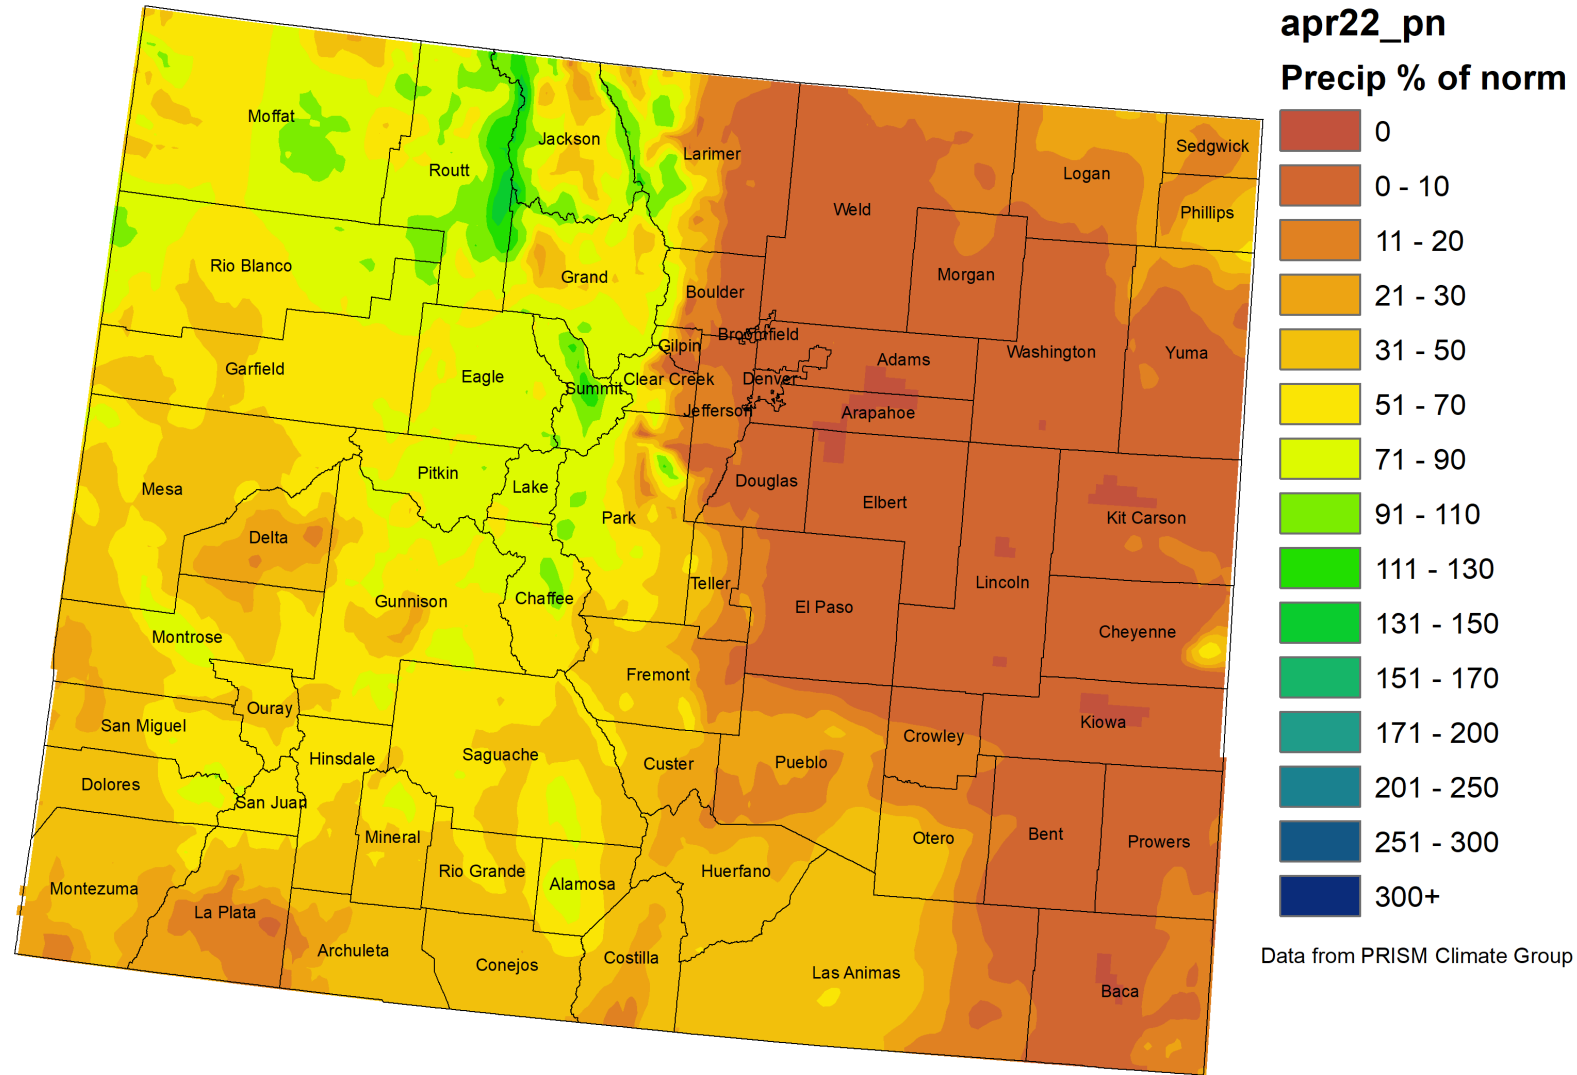 apr22_pn
Precip % of norm
0
0 - 10
11 - 20
21 - 30
31 - 50
51 - 70
71 - 90
91 - 110
111 - 130
131 - 150
151 - 170
171 - 200
201 - 250
251 - 300
300+
Data from PRISM Climate Group
Moffat
Routt
Jackson
Larimer
Weld
Logan
Sedgwick
Phillips
Rio Blanco
Grand
Boulder
Morgan
Broomfield
Gilpin
Adams
Washington
Yuma
Garfield
Eagle
Summit
Clear Creek
Denver
Jefferson
Arapahoe
Mesa
Pitkin
Lake
Park
Douglas
Elbert
Kit Carson
Delta
Gunnison
Chaffee
Teller
El Paso
Lincoln
Cheyenne
Montrose
Fremont
Ouray
San Miguel
Hinsdale
Saguache
Custer
Pueblo
Crowley
Kiowa
Dolores
San Juan
Mineral
Rio Grande
Alamosa
Huerfano
Otero
Bent
Prowers
Montezuma
La Plata
Archuleta
Conejos
Costilla
Las Animas
Baca